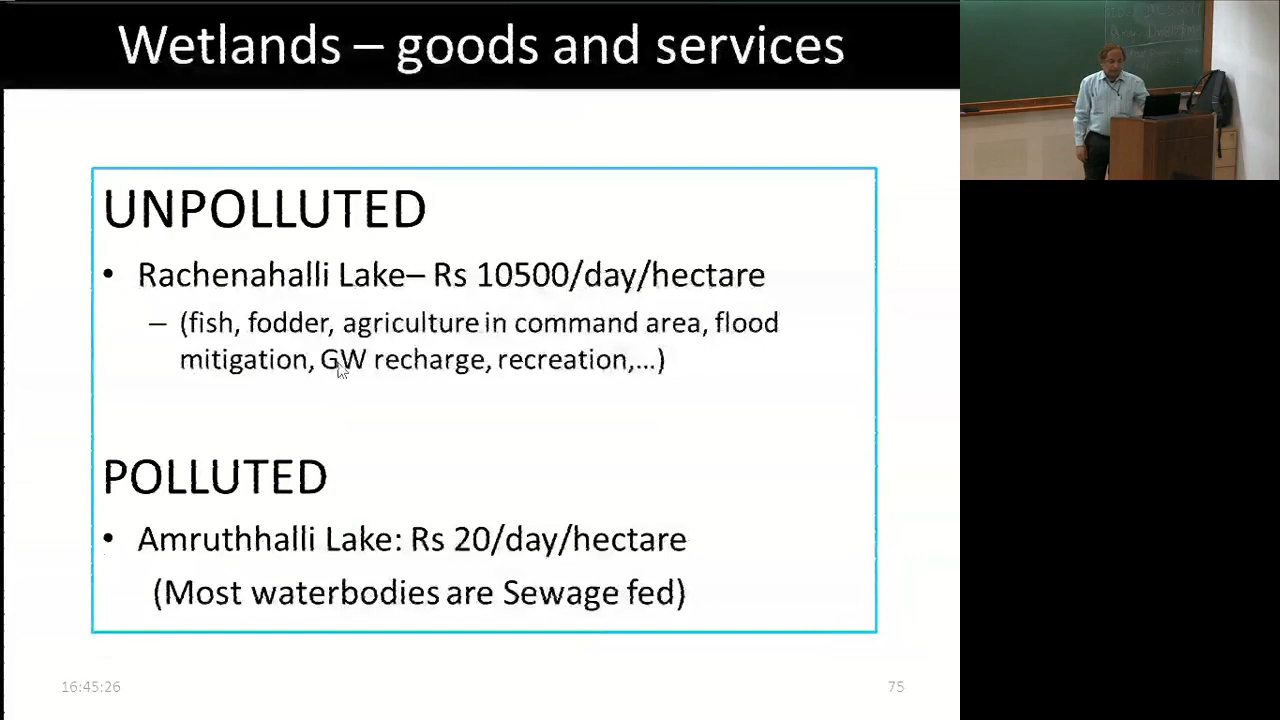 Wetlands – goods and services
UNPOLLUTED
• Rachenahalli Lake– Rs 10500/day/hectare
– (fish, fodder, agriculture in command area, flood
mitigation, GW recharge, recreation,...)
POLLUTED
• Amruthhalli Lake: Rs 20/day/hectare
(Most waterbodies are Sewage fed)
16:45:26
75